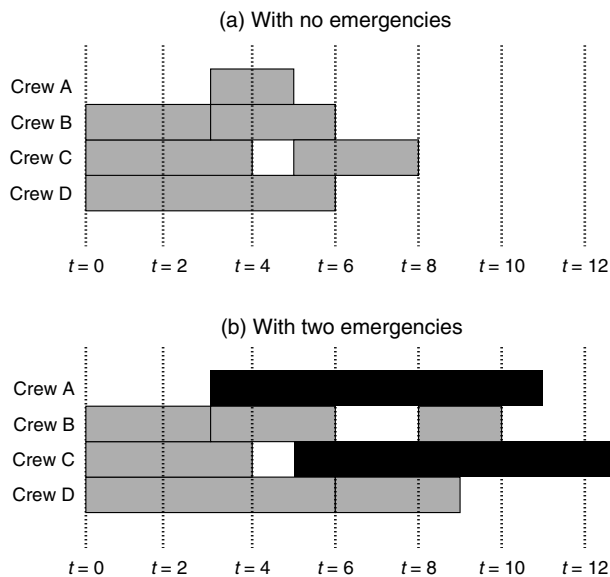 (a) With no emergencies
Crew A
Crew B
Crew C
Crew D
t = 0 t = 2 t = 4 t = 6 t = 8 t = 10 t = 12
(b) With two emergencies
Crew A
Crew B
Crew C
Crew D
t = 0 t = 2 t = 4 t = 6 t = 8 t = 10 t = 12